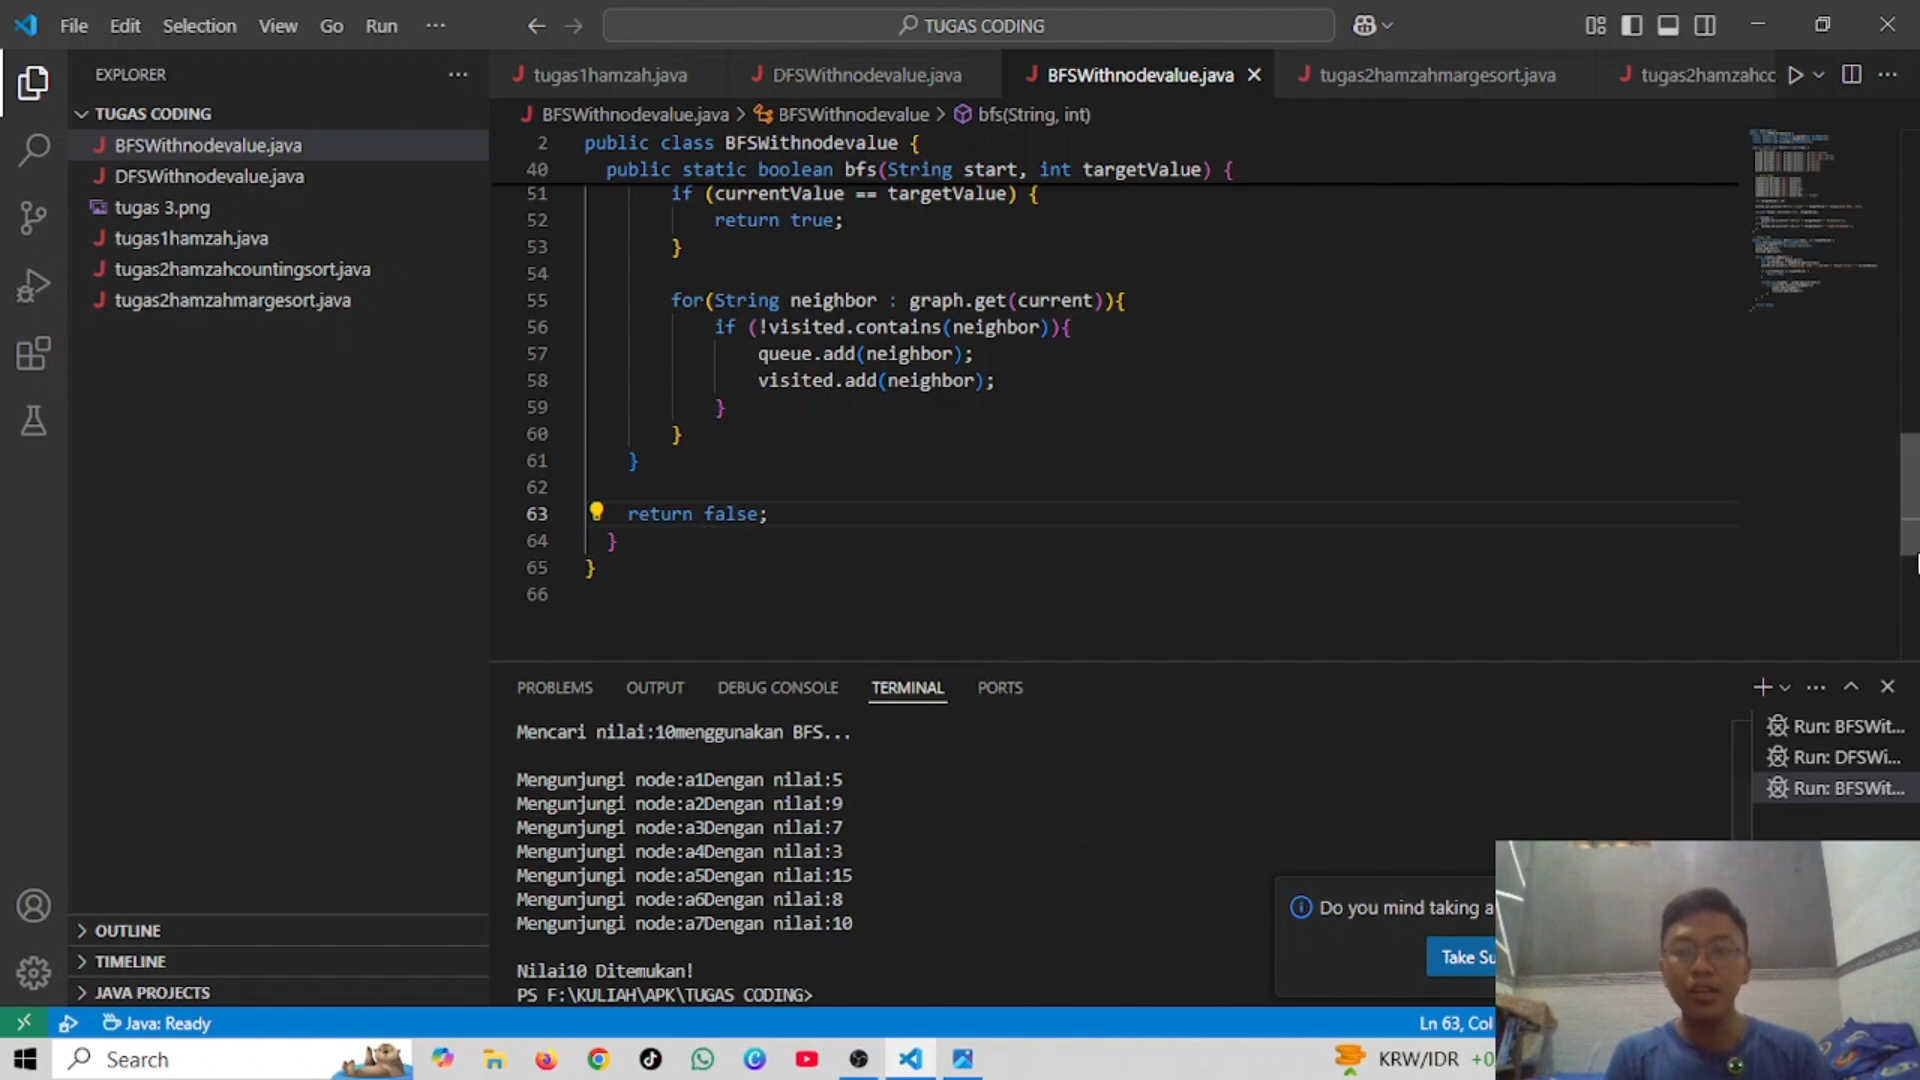 File Edit Selection View Go Run ···
TUGAS CODING
EXPLORER
TUGAS CODING
BFSWithnodevalue.java
DFSWithnodevalue.java
tugas 3.png
tugas1hamzah.java
tugas2hamzahcountingsort.java
tugas2hamzahmargesort.java
OUTLINE
TIMELINE
JAVA PROJECTS
tugas1hamzah.java DFSWithnodevalue.java BFSWithnodevalue.java tugas2hamzahmargesort.java tugas2hamzahcc
BFSWithnodevalue.java > BFSWithnodevalue > bfs(String, int)
2 public class BFSWithnodevalue {
40 public static boolean bfs(String start, int targetValue) {
51 if (currentValue == targetValue) {
52 return true;
53 }
54
55 for(String neighbor : graph.get(current)){
56 if (!visited.contains(neighbor)){
57 queue.add(neighbor);
58 visited.add(neighbor);
59 }
60 }
61 }
62
63 return false;
64 }
65 }
66
PROBLEMS OUTPUT DEBUG CONSOLE TERMINAL PORTS
Mencari nilai:10menggunakan BFS...
Mengunjungi node:a1Dengan nilai:5
Mengunjungi node:a2Dengan nilai:9
Mengunjungi node:a3Dengan nilai:7
Mengunjungi node:a4Dengan nilai:3
Mengunjungi node:a5Dengan nilai:15
Mengunjungi node:a6Dengan nilai:8
Mengunjungi node:a7Dengan nilai:10
Nilai10 Ditemukan!
PS F:\KULIAH\APK\TUGAS CODING>
Run: BFSWit...
Run: DFSWi...
Run: BFSWit...
Do you mind taking a
Take Su
Java: Ready
Ln 63, Col
Search
KRW/IDR +0